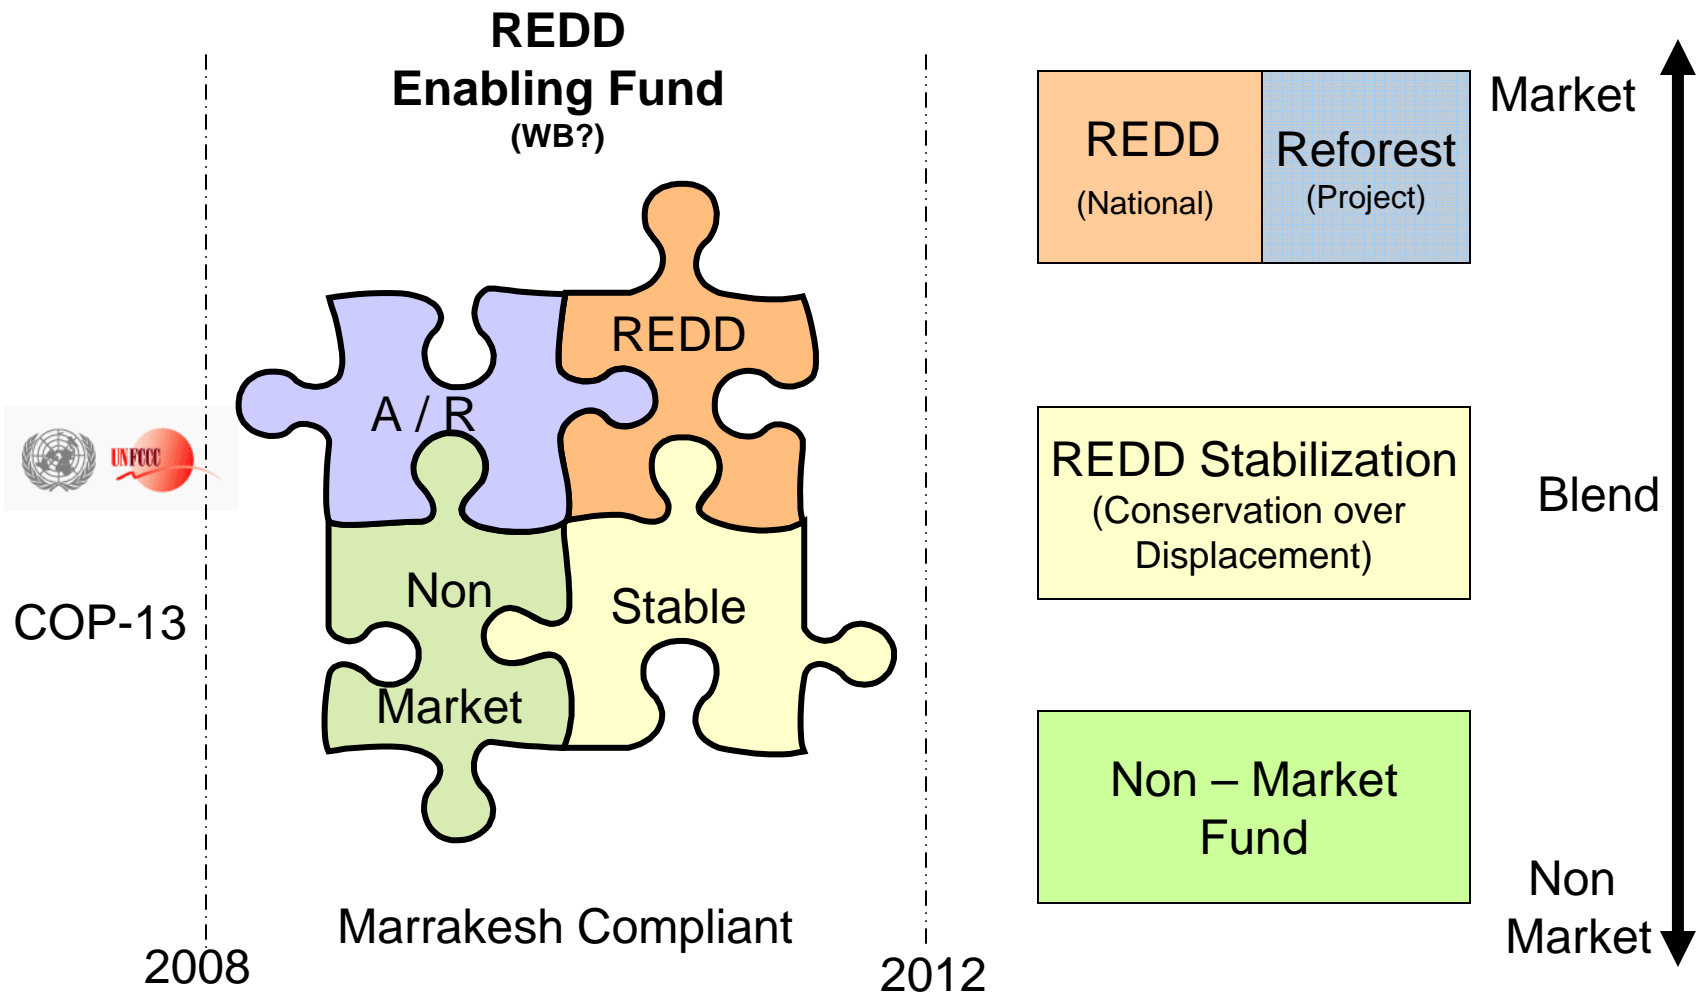 REDD
Enabling Fund
(WB?)
UNFCCC
COP-13
A / R
REDD
Non
Market
Stable
Marrakesh Compliant
2008
2012
REDD
(National)
Reforest
(Project)
REDD Stabilization
(Conservation over
Displacement)
Non – Market
Fund
Market
Blend
Non
Market